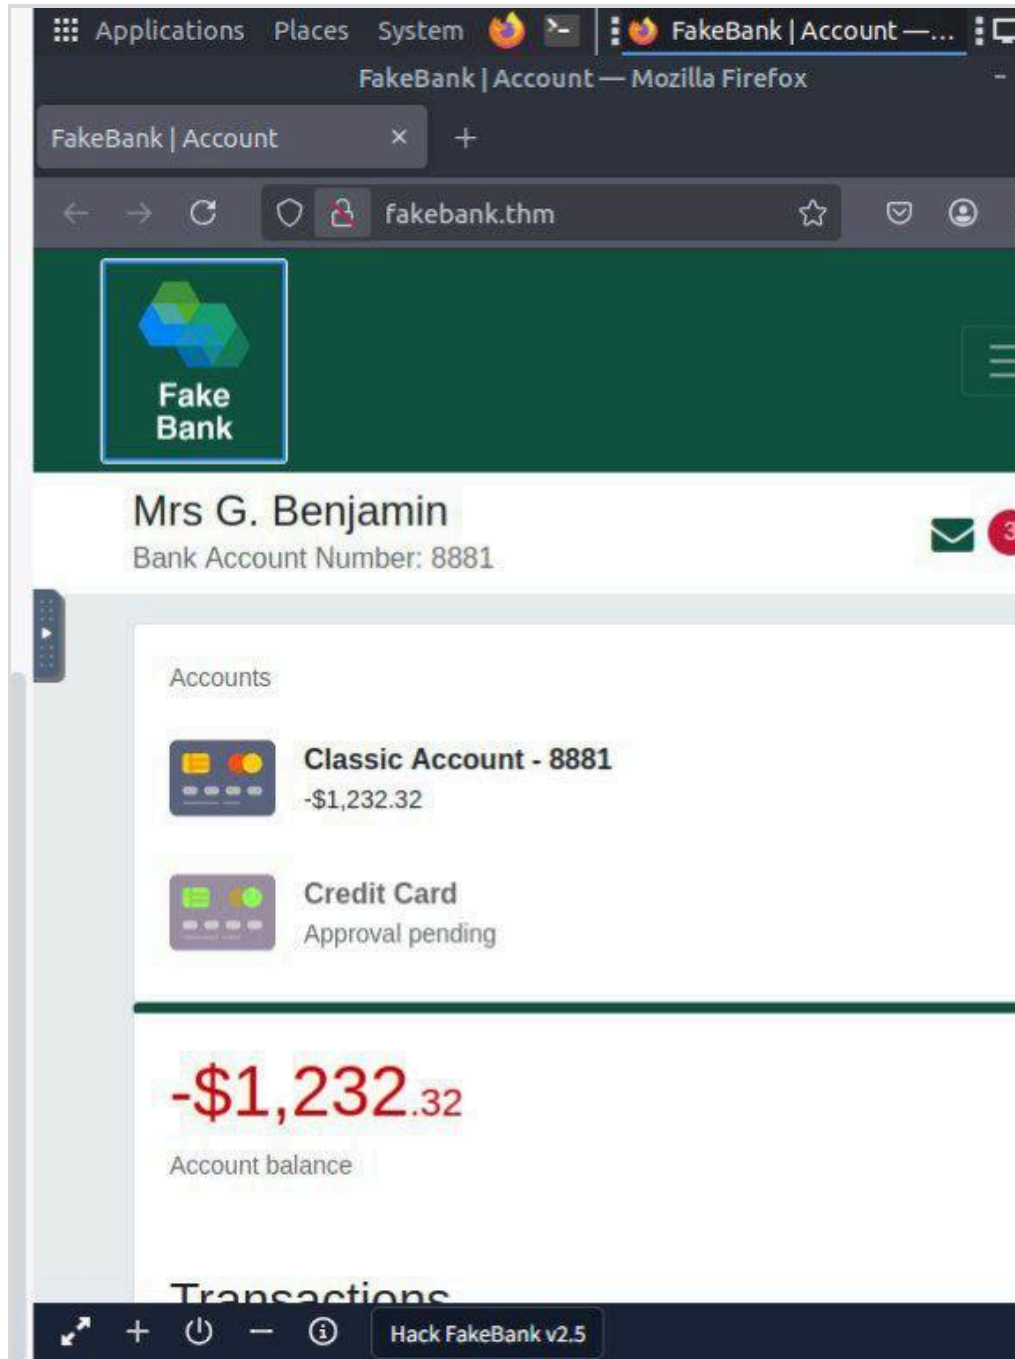 Applications Places System FakeBank | Account —...
FakeBank | Account — Mozilla Firefox
FakeBank | Account
fakebank.thm
Fake
Bank
Mrs G. Benjamin
Bank Account Number: 8881
3
Accounts
Classic Account - 8881
-$1,232.32
Credit Card
Approval pending
-$1,232.32
Account balance
Transactions
Hack FakeBank v2.5